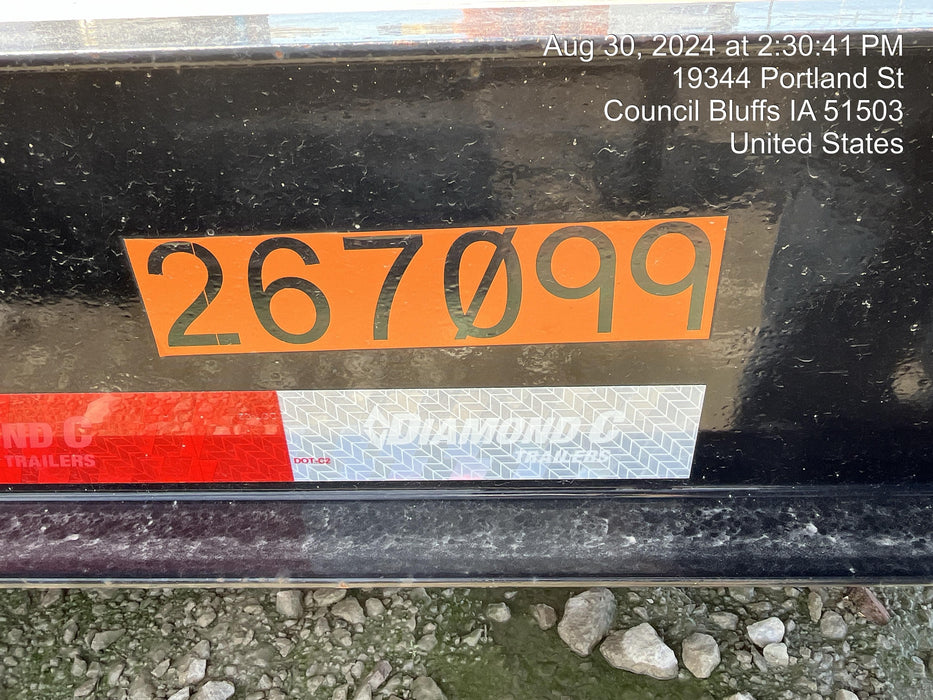 Aug 30, 2024 at 2:30:41 PM
19344 Portland St
Council Bluffs IA 51503
United States
267Ø99
ND C
TRAILERS
DOT-C2
DIAMOND C
TRAILERS